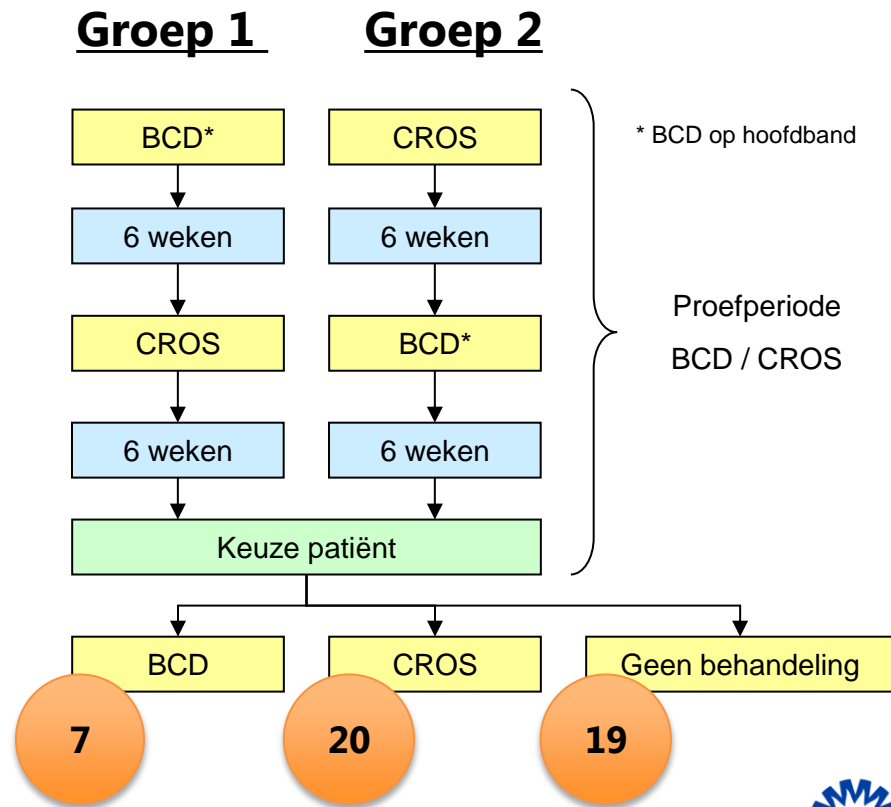 Groep 1
Groep 2
BCD*
CROS
* BCD op hoofdband
6 weken
6 weken
CROS
BCD*
Proefperiode
BCD / CROS
6 weken
6 weken
Keuze patiënt
BCD
CROS
Geen behandeling
7
20
19